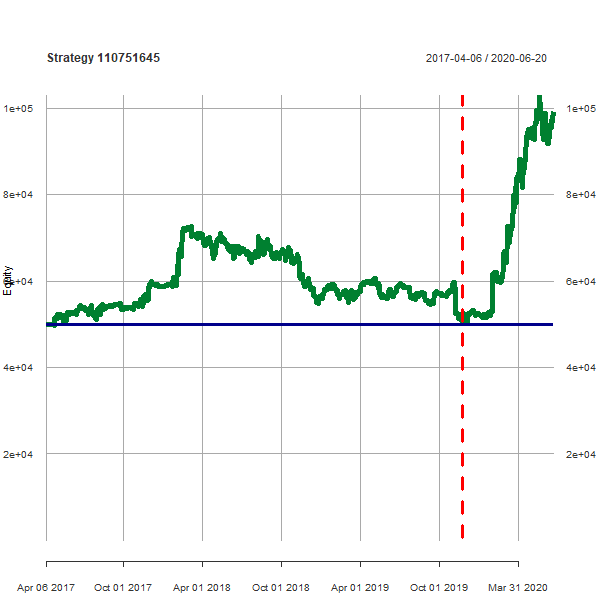 Strategy 110751645
2017-04-06 / 2020-06-20
1e+05
1e+05
8e+04
8e+04
Equity
6e+04
6e+04
4e+04
4e+04
2e+04
2e+04
Apr 06 2017
Oct 01 2017
Apr 01 2018
Oct 01 2018
Apr 01 2019
Oct 01 2019
Mar 31 2020